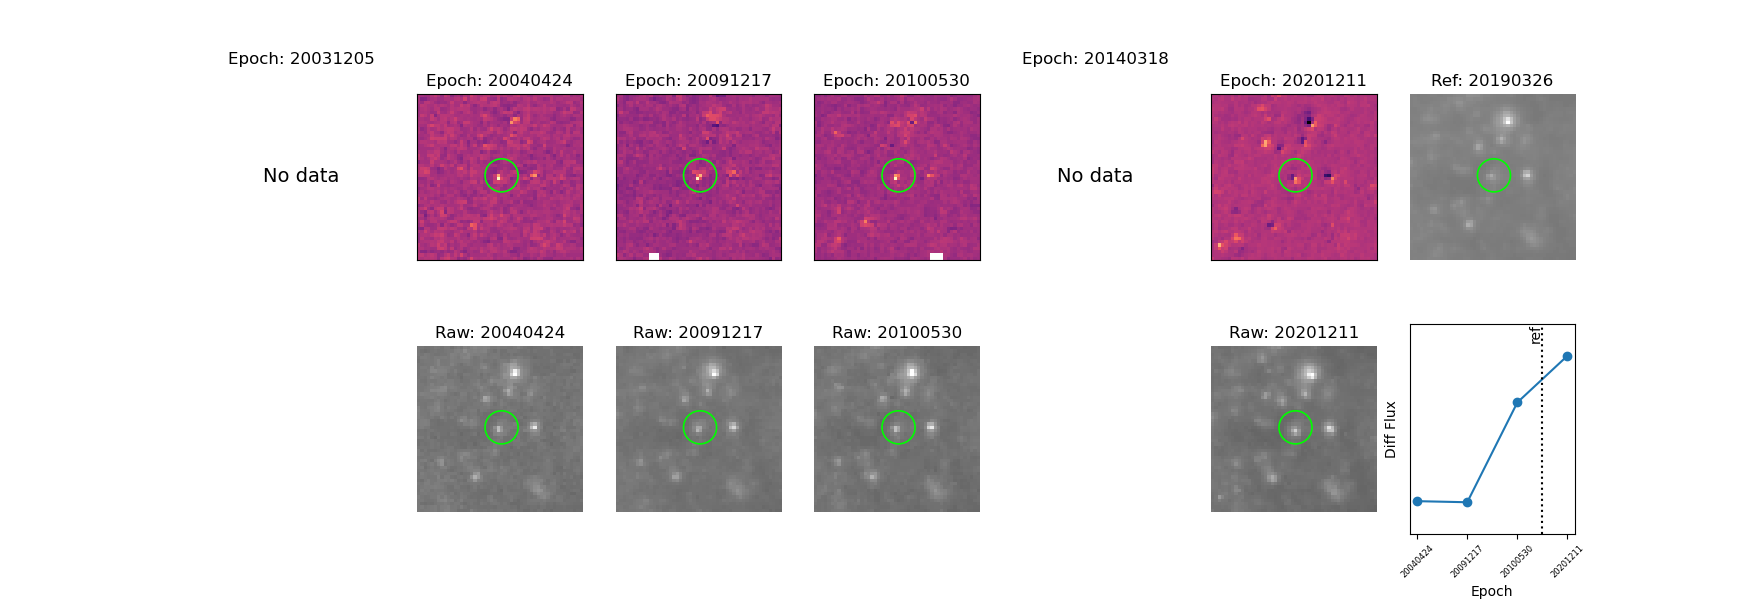 Epoch: 20031205
Epoch: 20040424
Epoch: 20091217
Epoch: 20100530
Epoch: 20140318
Epoch: 20201211
Ref: 20190326
No data
No data
Raw: 20040424
Raw: 20091217
Raw: 20100530
Raw: 20201211
ref
Diff Flux
20040424
20091217
20100530
20201211
Epoch